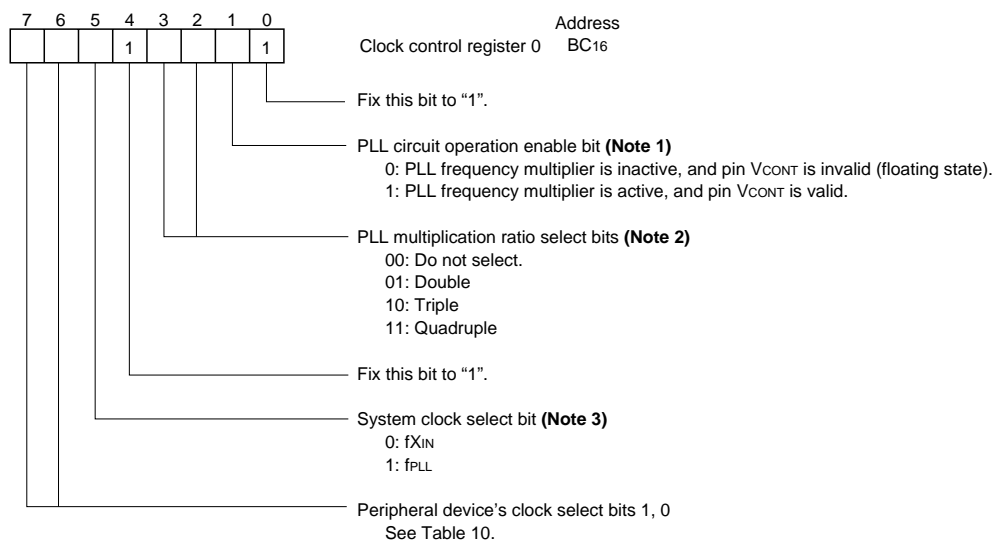 7 6 5 4 3 2 1 0
Address
1 1
Clock control register 0 BC16
Fix this bit to “1”.
PLL circuit operation enable bit (Note 1)
0: PLL frequency multiplier is inactive, and pin VCONT is invalid (floating state).
1: PLL frequency multiplier is active, and pin VCONT is valid.
PLL multiplication ratio select bits (Note 2)
00: Do not select.
01: Double
10: Triple
11: Quadruple
Fix this bit to “1”.
System clock select bit (Note 3)
0: fXIN
1: fPLL
Peripheral device’s clock select bits 1, 0
See Table 10.